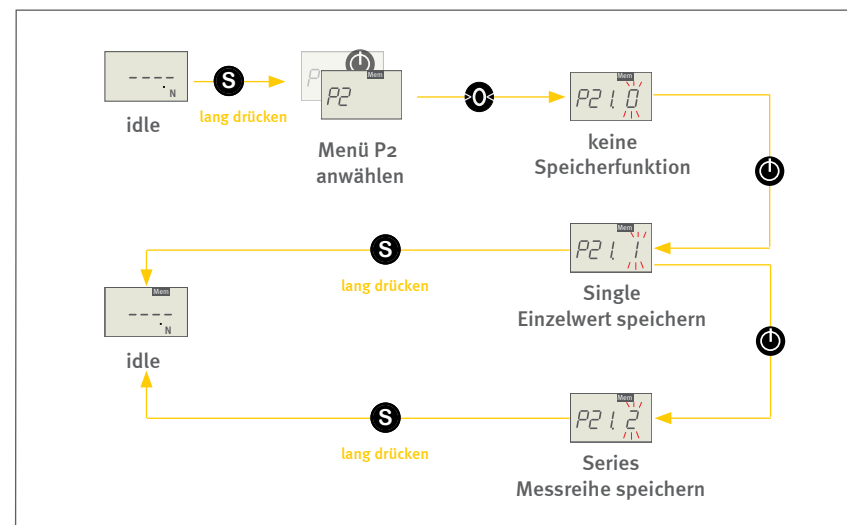 ----
N
idle
S
lang drücken
P
Mem
P2
Menü P2
anwählen
>0<
Mem
P21.0
keine
Speicherfunktion
S
lang drücken
Mem
P21.1
Single
Einzelwert speichern
Mem
----
N
idle
S
lang drücken
Mem
P21.2
Series
Messreihe speichern